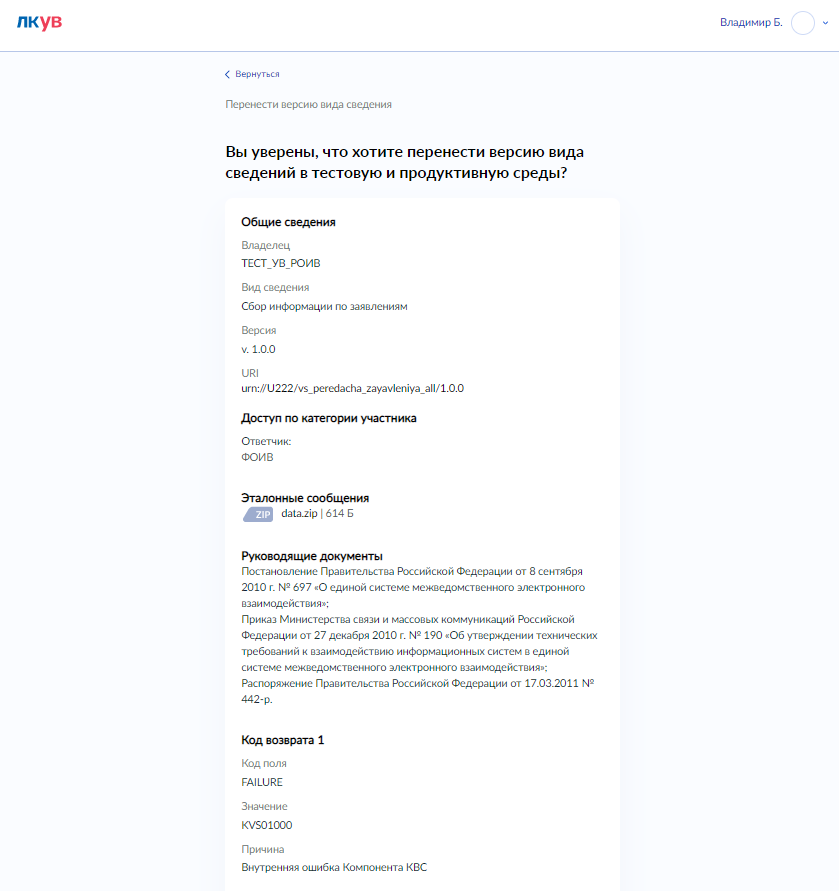 ЛКУВ
Владимир Б.
Вернуться
Перенести версию вида сведения
Вы уверены, что хотите перенести версию вида
сведений в тестовую и продуктивную среды?
Общие сведения
Владелец
ТЕСТ_УВ_РОИВ
Вид сведения
Сбор информации по заявлениям
Версия
v. 1.0.0
URI
urn://U222/vs_peredacha_zayavleniya_all/1.0.0
Доступ по категории участника
Ответчик:
ФОИВ
Эталонные сообщения
ZIP data.zip | 614 Б
Руководящие документы
Постановление Правительства Российской Федерации от 8 сентября
2010 г. № 697 «О единой системе межведомственного электронного
взаимодействия»;
Приказ Министерства связи и массовых коммуникаций Российской
Федерации от 27 декабря 2010 г. № 190 «Об утверждении технических
требований к взаимодействию информационных систем в единой
системе межведомственного электронного взаимодействия»;
Распоряжение Правительства Российской Федерации от 17.03.2011 №
442-р.
Код возврата 1
Код поля
FAILURE
Значение
KVS01000
Причина
Внутренняя ошибка Компонента КВС